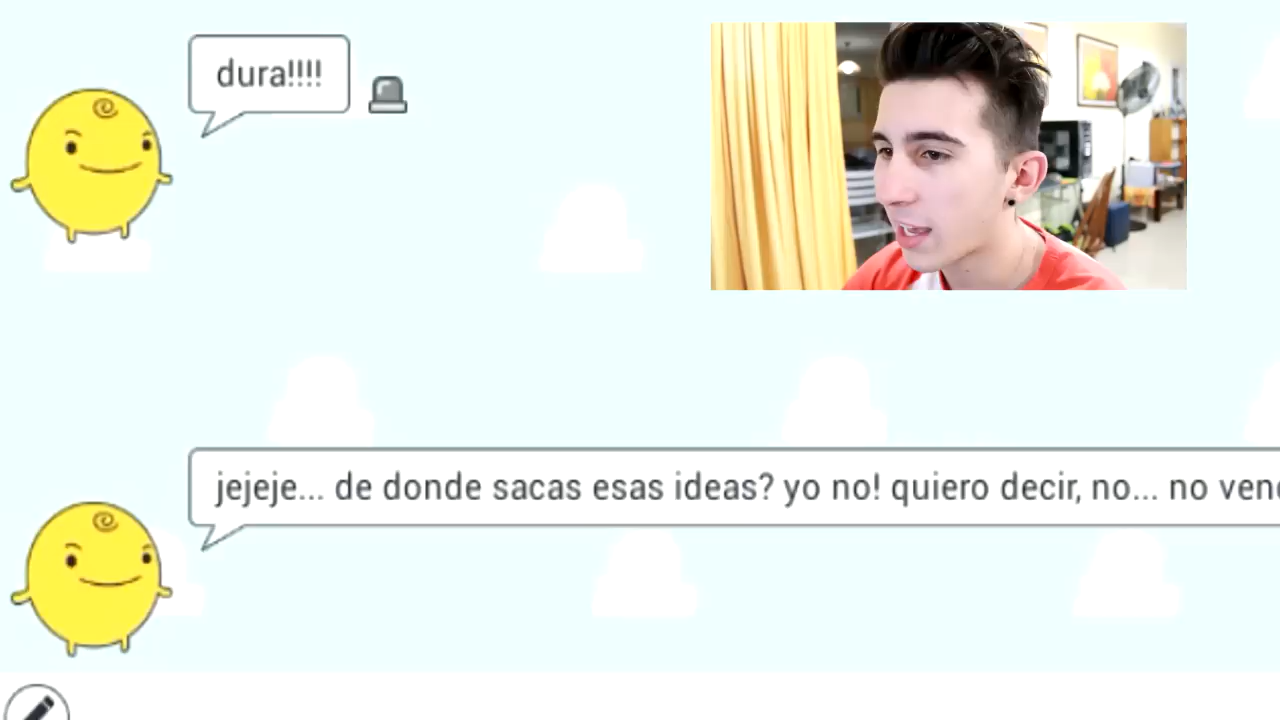 dura!!!!
jejeje... de donde sacas esas ideas? yo no! quiero decir, no... no